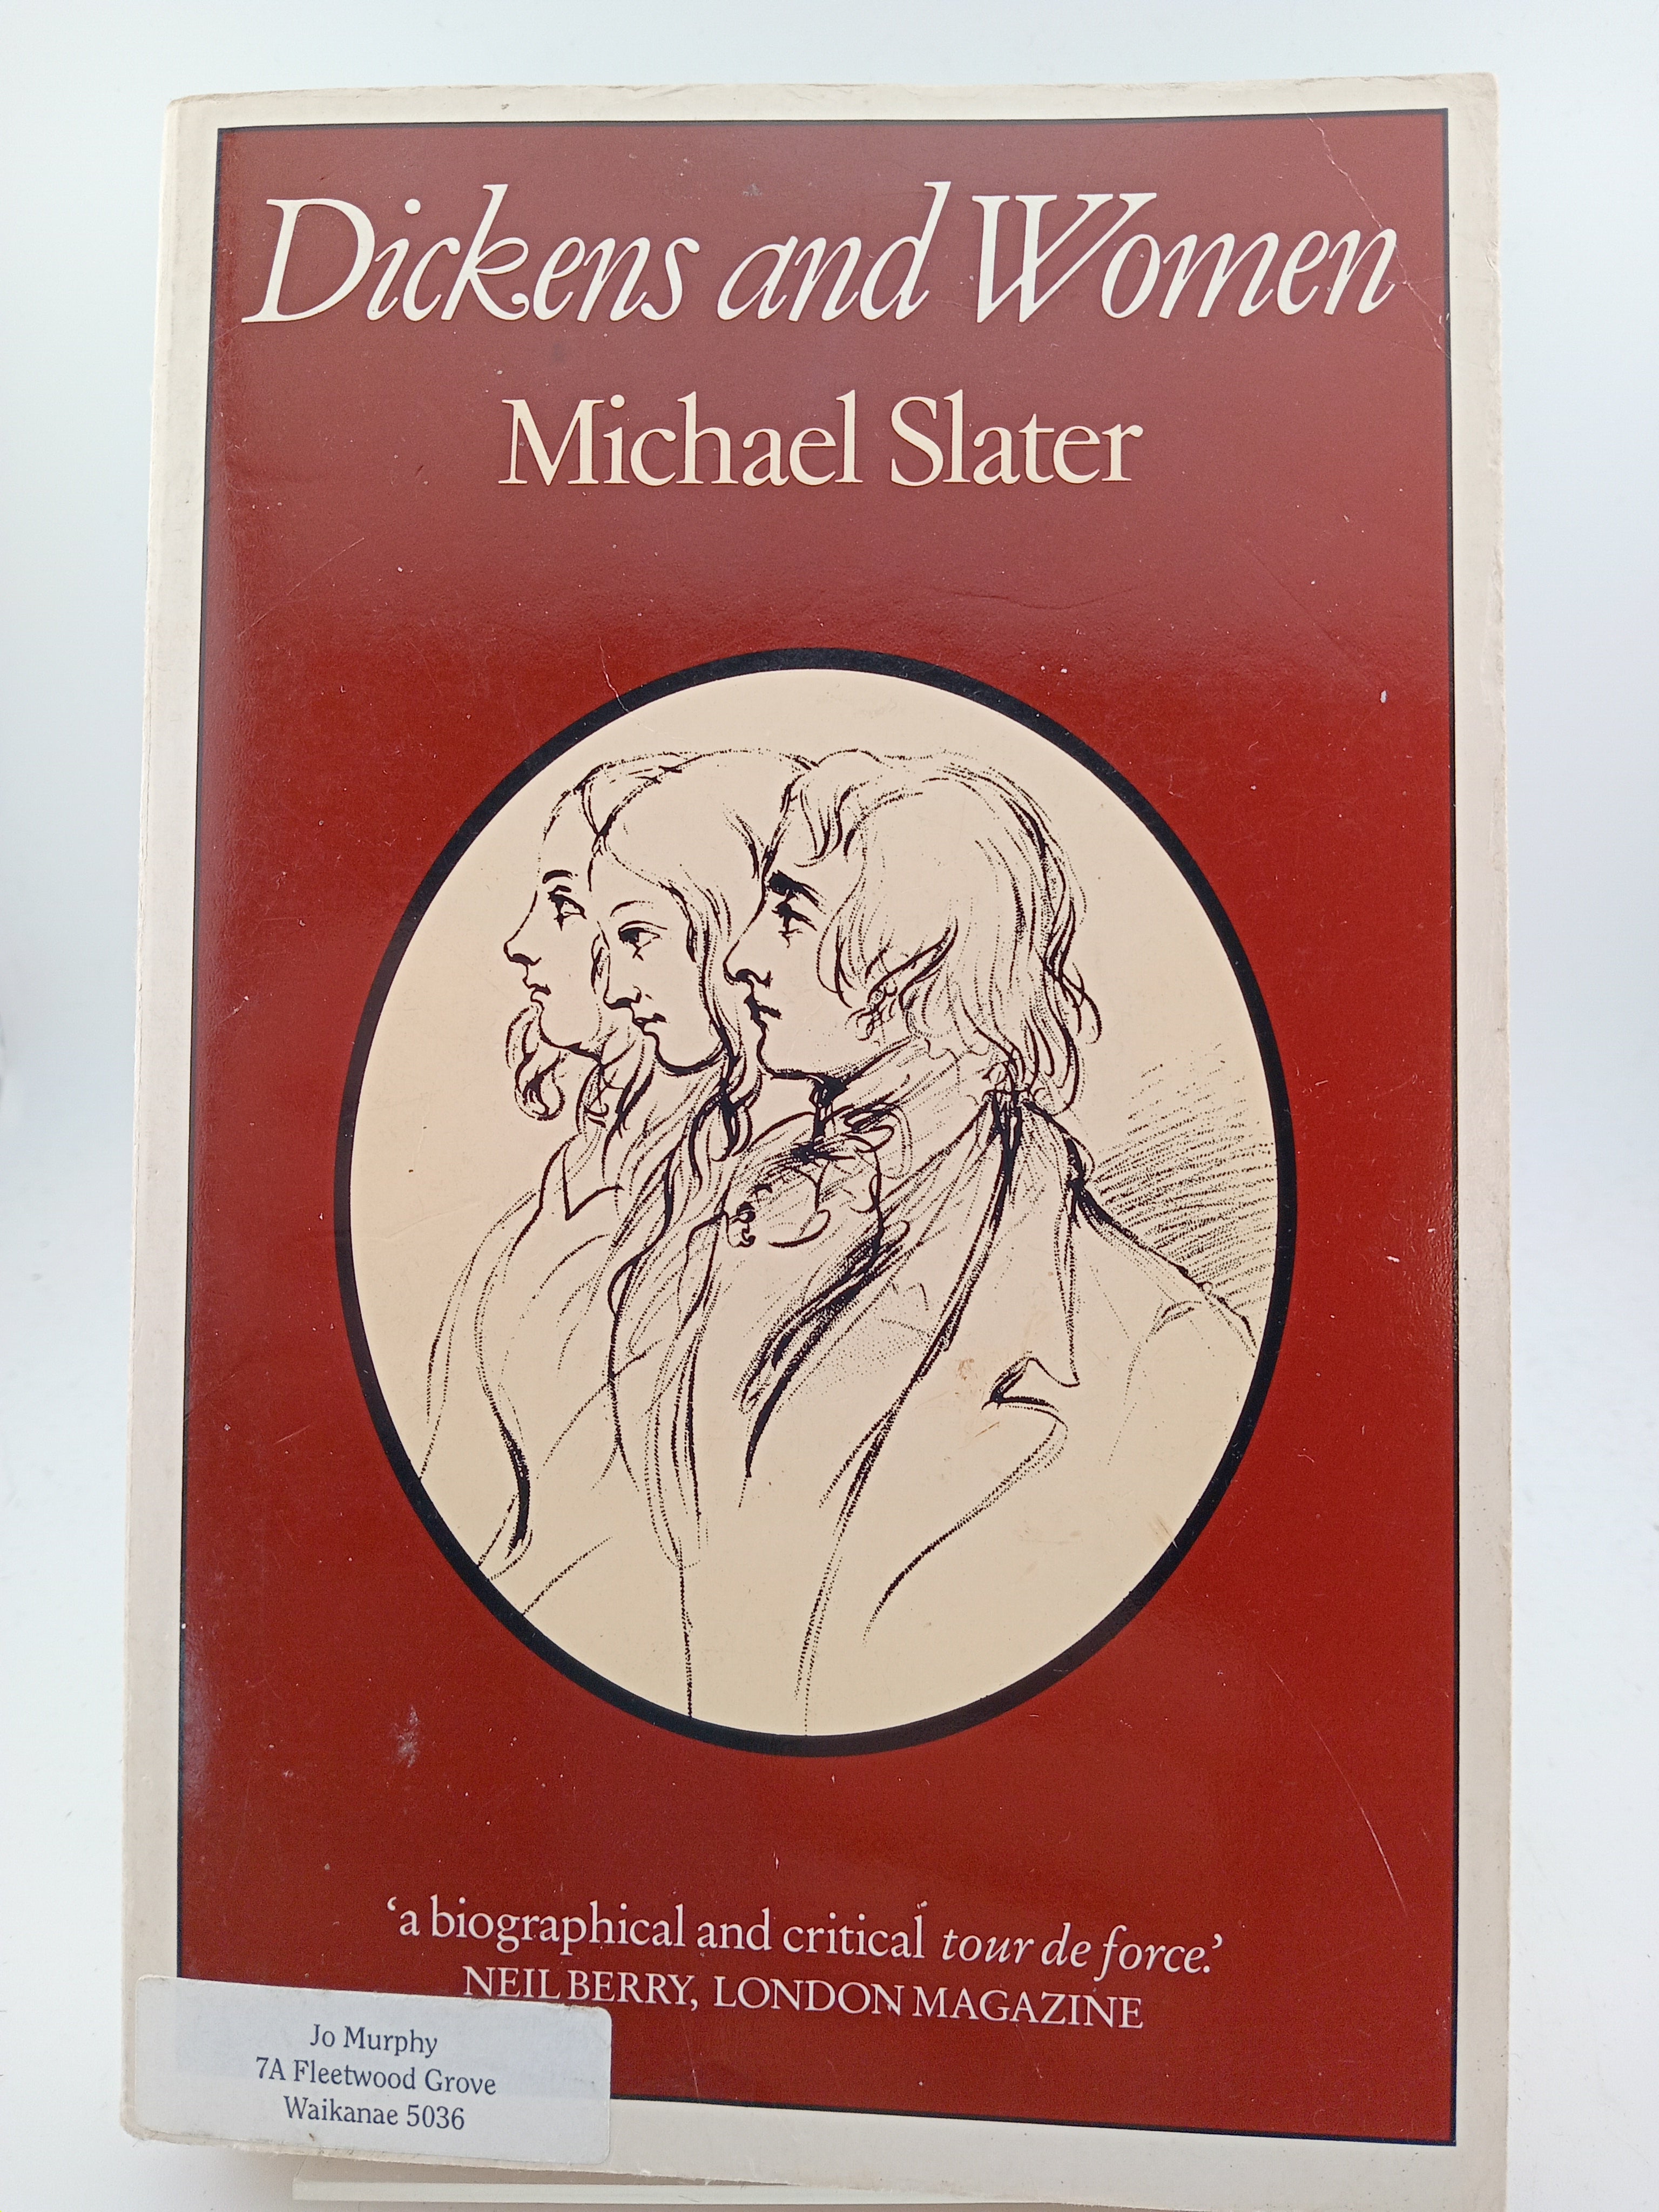 Dickens and Women
Michael Slater
‘a biographical and critical tour de force.’
NEIL BERRY, LONDON MAGAZINE
Jo Murphy
7A Fleetwood Grove
Waikanae 5036